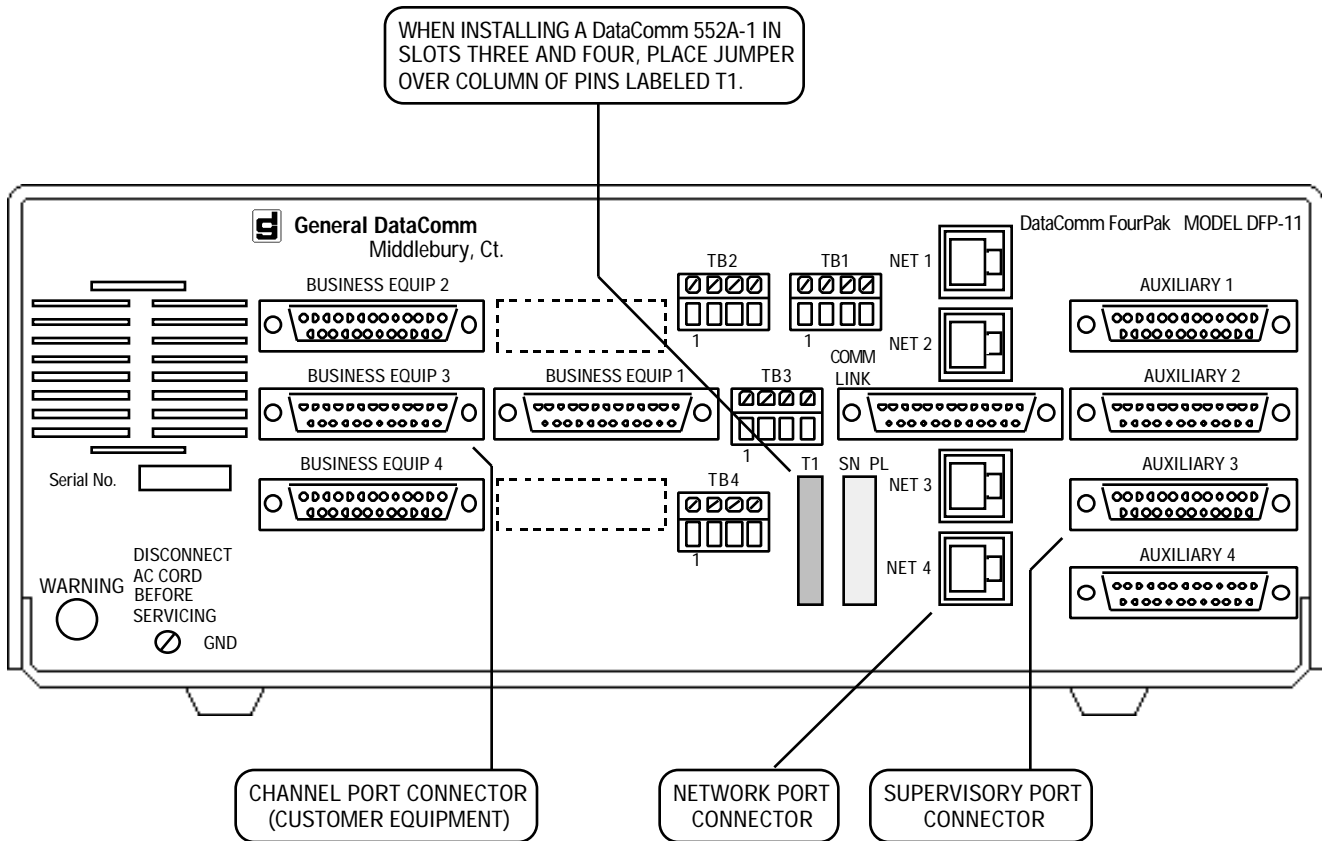 WHEN INSTALLING A DataComm 552A-1 IN
SLOTS THREE AND FOUR, PLACE JUMPER
OVER COLUMN OF PINS LABELED T1.
General DataComm
Middlebury, Ct.
DataComm FourPak MODEL DFP-11
TB2
TB1
NET 1
BUSINESS EQUIP 2
AUXILIARY 1
1
1
NET 2
COMM
LINK
BUSINESS EQUIP 3
BUSINESS EQUIP 1
TB3
AUXILIARY 2
1
BUSINESS EQUIP 4
T1
SN PL
AUXILIARY 3
Serial No.
TB4
NET 3
1
DISCONNECT
AC CORD
BEFORE
SERVICING
WARNING
GND
NET 4
AUXILIARY 4
CHANNEL PORT CONNECTOR
(CUSTOMER EQUIPMENT)
NETWORK PORT
CONNECTOR
SUPERVISORY PORT
CONNECTOR